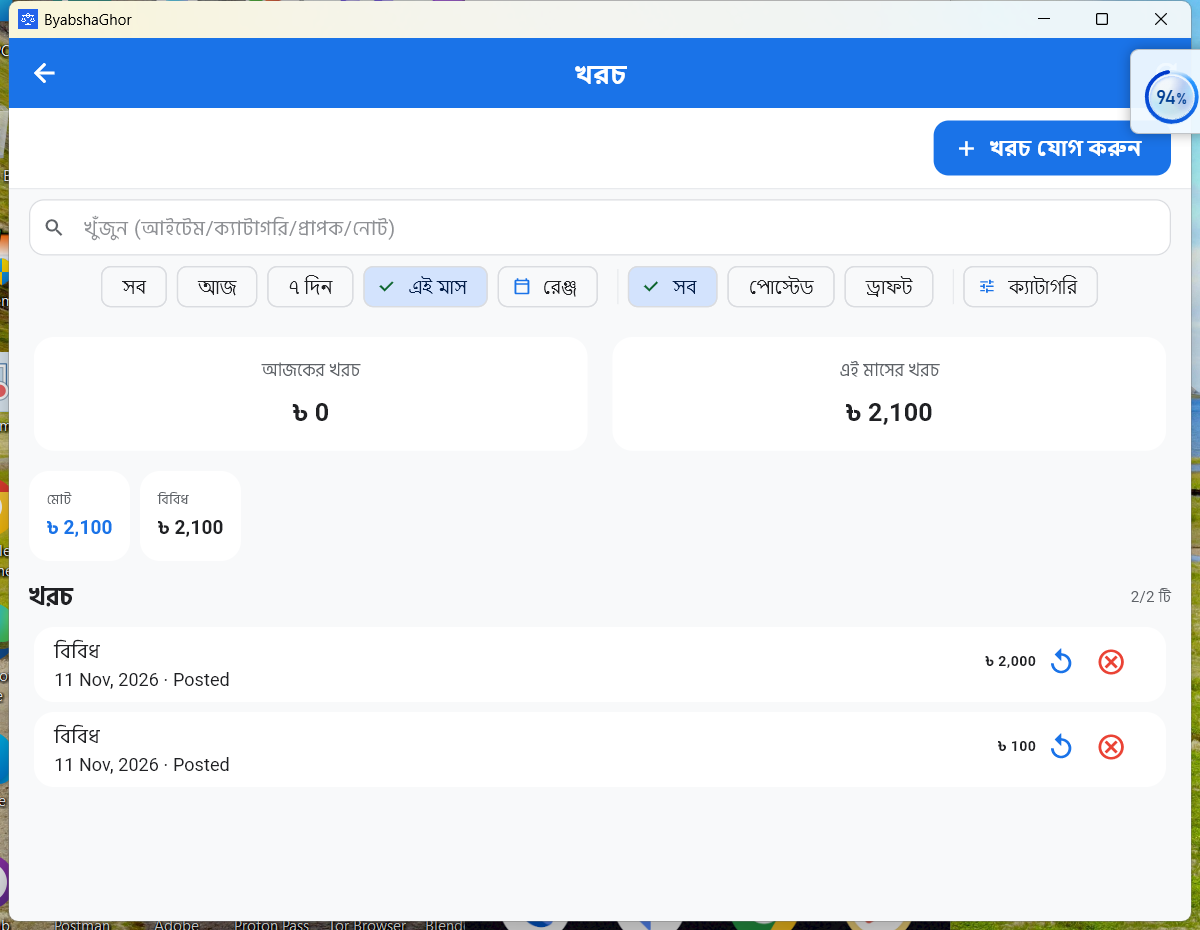 ByabshaGhor
খরচ
94%
+ খরচ যোগ করুন
খুঁজুন (আইটেম/ক্যাটাগরি/প্রাপক/নোট)
সব আজ ৭ দিন এই মাস রেঞ্জ সব পোস্টেড ড্রাফট ক্যাটাগরি
আজকের খরচ
৳ 0
এই মাসের খরচ
৳ 2,100
মোট
৳ 2,100
বিবিধ
৳ 2,100
খরচ
2/2 টি
বিবিধ
11 Nov, 2026 · Posted
৳ 2,000
বিবিধ
11 Nov, 2026 · Posted
৳ 100
Postman Adobe Proton Pass Tor Browser